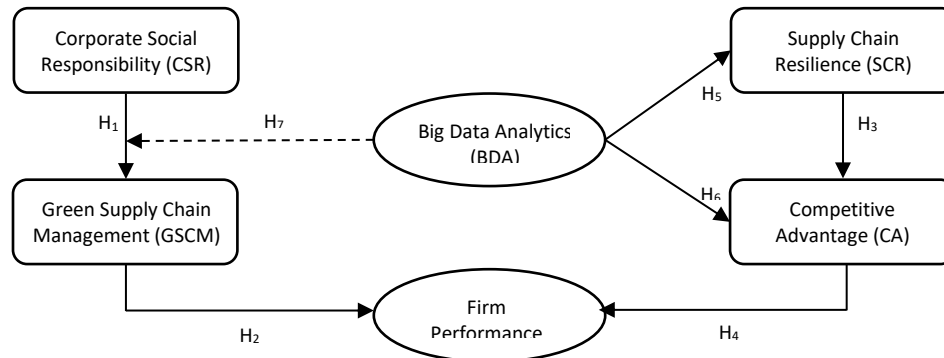 Corporate Social
Responsibility (CSR)
Supply Chain
Resilience (SCR)
H₁
H₇
H₅
H₃
Big Data Analytics
(BDA)
H₆
Green Supply Chain
Management (GSCM)
Competitive
Advantage (CA)
Firm
Performance
H₂
H₄